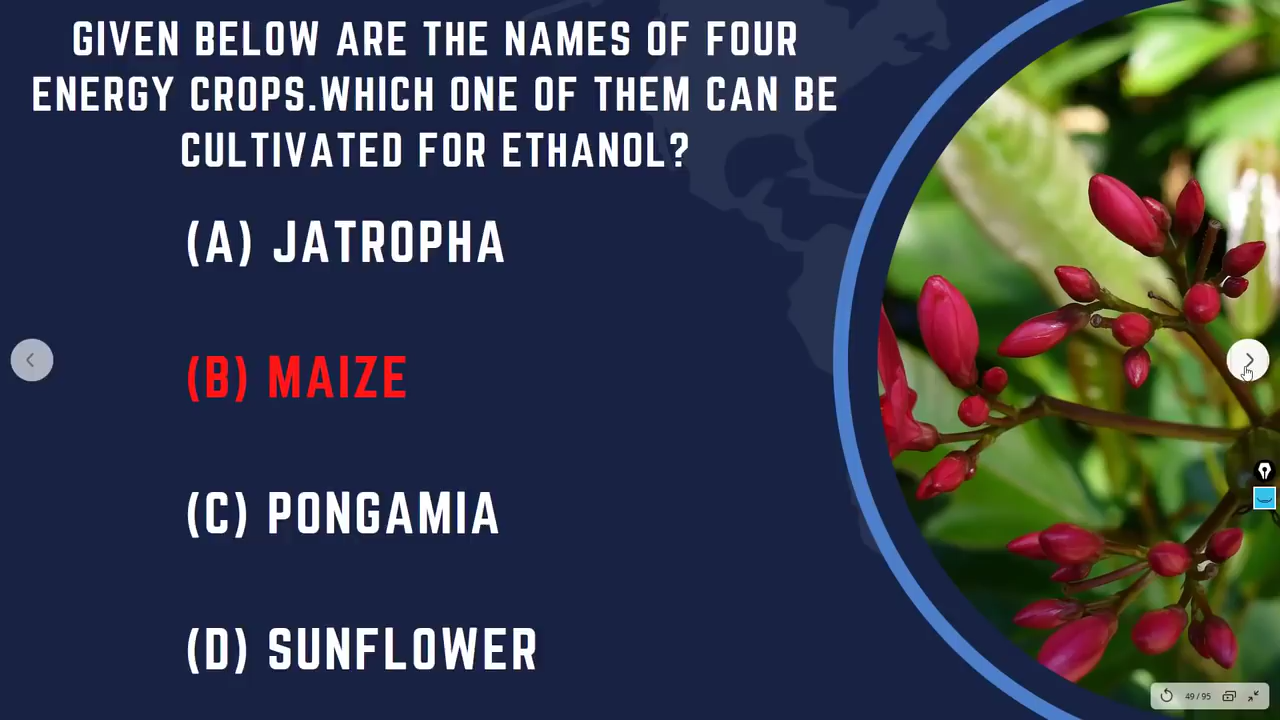 GIVEN BELOW ARE THE NAMES OF FOUR
ENERGY CROPS.WHICH ONE OF THEM CAN BE
CULTIVATED FOR ETHANOL?
(A) JATROPHA
(B) MAIZE
(C) PONGAMIA
(D) SUNFLOWER
49 / 95